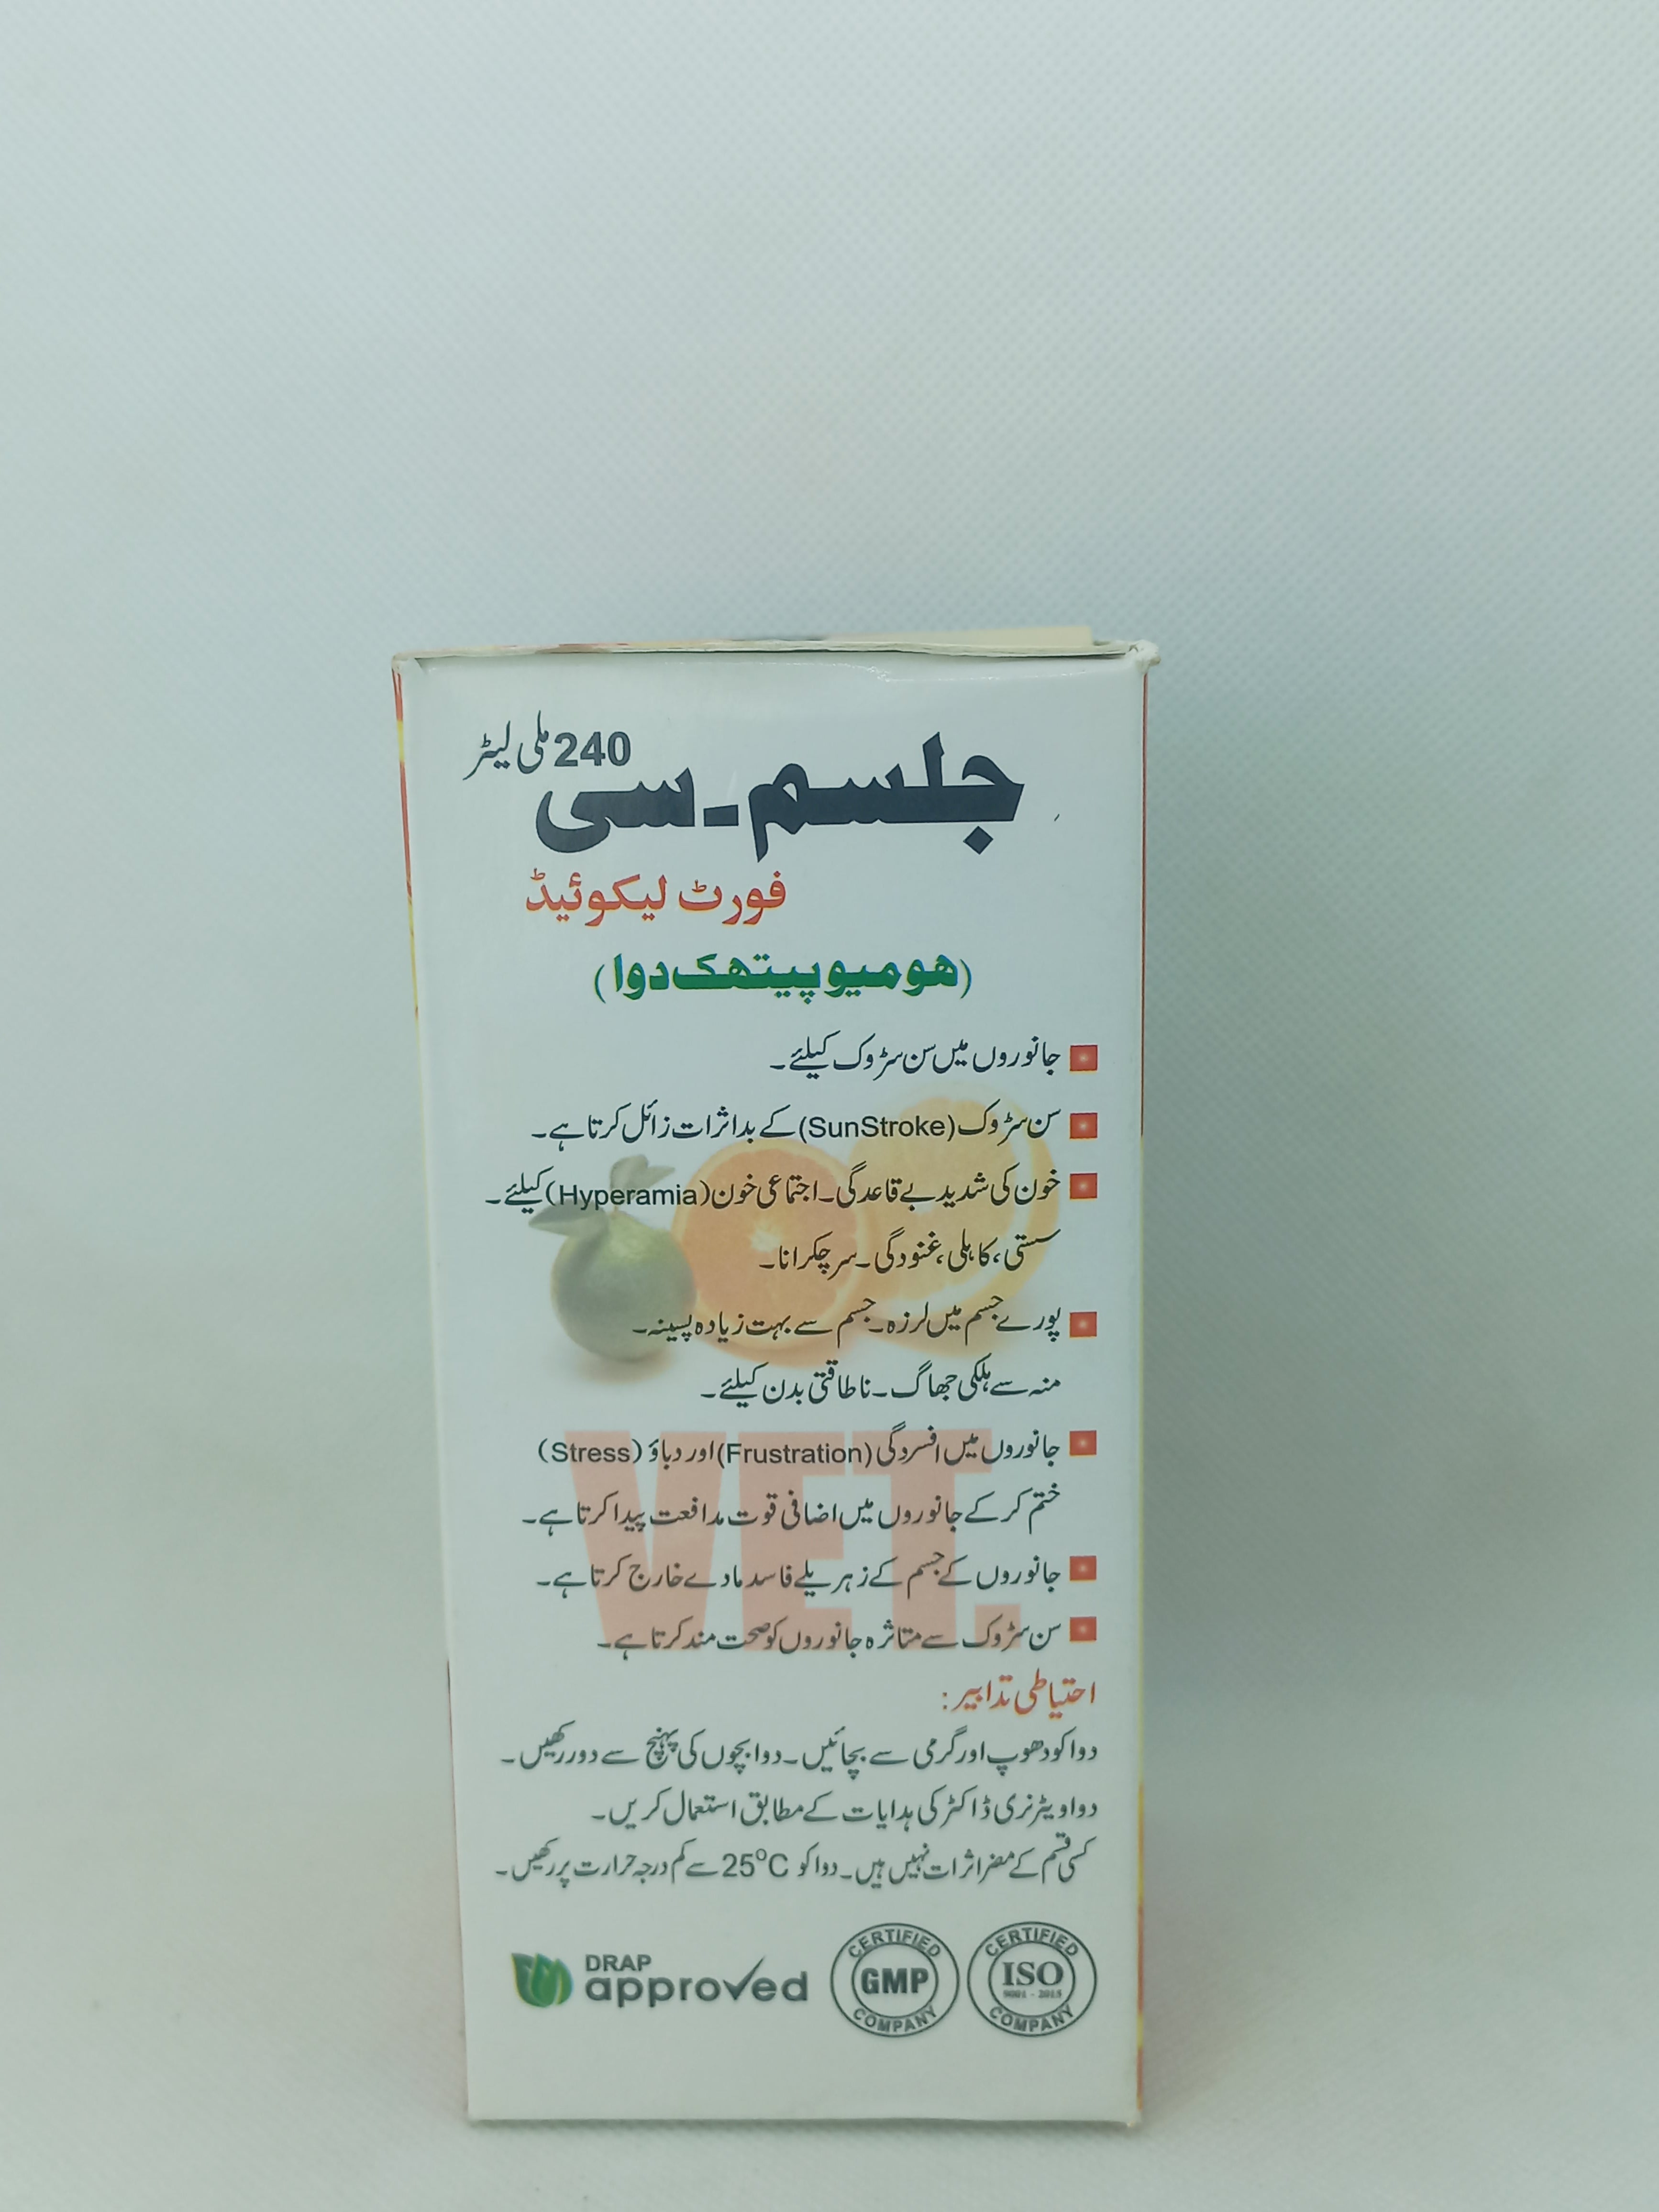 240 ملی لیٹر
جلسم-سی
فورٹ لیکوئیڈ
(ھومیوپیتھک دوا)
جانوروں میں سن سٹروک کیلئے۔
سن سٹروک (SunStroke) کے بداثرات زائل کرتا ہے۔
خون کی شدید بے قاعدگی۔ اجتماعی خون (Hyperamia) کیلئے۔
سستی، کاہلی، غنودگی۔ سر چکرانا۔
پورے جسم میں لرزہ۔ جسم سے بہت زیادہ پسینہ۔
منہ سے ہلکی جھاگ۔ ناطاقتی بدن کیلئے۔
جانوروں میں افسردگی (Frustration) اور دباؤ (Stress)
ختم کر کے جانوروں میں اضافی قوت مدافعت پیدا کرتا ہے۔
جانوروں کے جسم کے زہریلے فاسد مادے خارج کرتا ہے۔
سن سٹروک سے متاثرہ جانوروں کو صحت مند کرتا ہے۔
VET.
احتیاطی تدابیر:
دوا کو دھوپ اور گرمی سے بچائیں۔ دوا بچوں کی پہنچ سے دور رکھیں۔
دوا ویٹرنری ڈاکٹر کی ہدایات کے مطابق استعمال کریں۔
کسی قسم کے مضر اثرات نہیں ہیں۔ دوا کو 25°C سے کم درجہ حرارت پر رکھیں۔
DRAP
approved
CERTIFIED
GMP
COMPANY
CERTIFIED
ISO
9001 - 2015
COMPANY